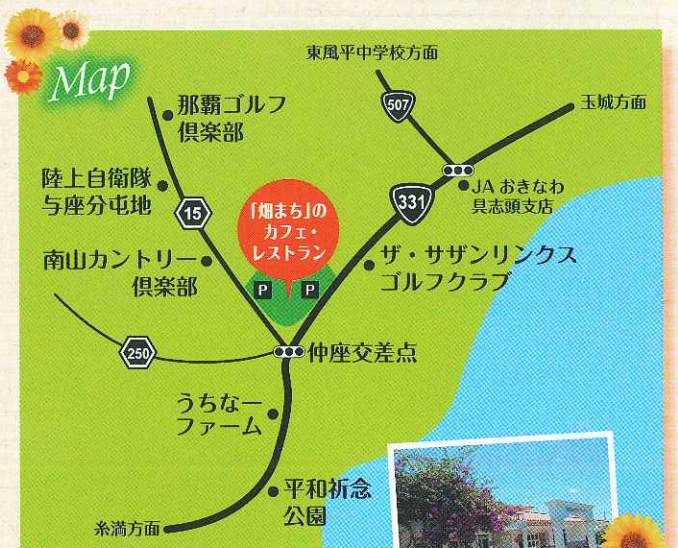 Map
東風平中学校方面
507
玉城方面
那覇ゴルフ
倶楽部
陸上自衛隊
与座分屯地
15
「畑まち」の
カフェ・
レストラン
331
JA おきなわ
具志頭支店
南山カントリー
倶楽部
ザ・サザンリンクス
ゴルフクラブ
P
P
250
仲座交差点
うちなー
ファーム
平和祈念
公園
糸満方面